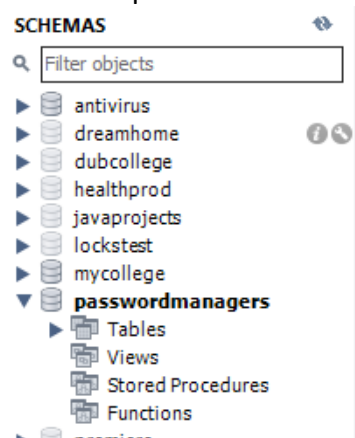 SCHEMAS
Filter objects
antivirus
dreamhome
dubcollege
healthprod
javaprojects
lockstest
mycollege
passwordmanagers
Tables
Views
Stored Procedures
Functions